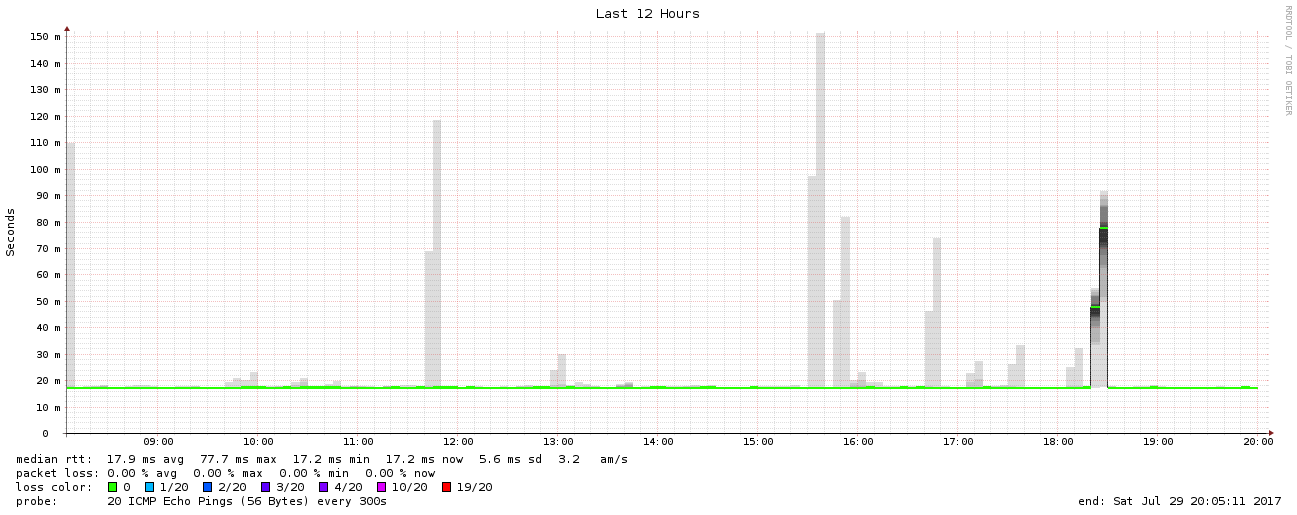 Last 12 Hours
RRDTOOL / TOBI OETIKER
Seconds
150 m
140 m
130 m
120 m
110 m
100 m
90 m
80 m
70 m
60 m
50 m
40 m
30 m
20 m
10 m
0
09:00 10:00 11:00 12:00 13:00 14:00 15:00 16:00 17:00 18:00 19:00 20:00
median rtt: 17.9 ms avg 77.7 ms max 17.2 ms min 17.2 ms now 5.6 ms sd 3.2 am/s
packet loss: 0.00 % avg 0.00 % max 0.00 % min 0.00 % now
loss color: 0 1/20 2/20 3/20 4/20 10/20 19/20
probe: 20 ICMP Echo Pings (56 Bytes) every 300s end: Sat Jul 29 20:05:11 2017